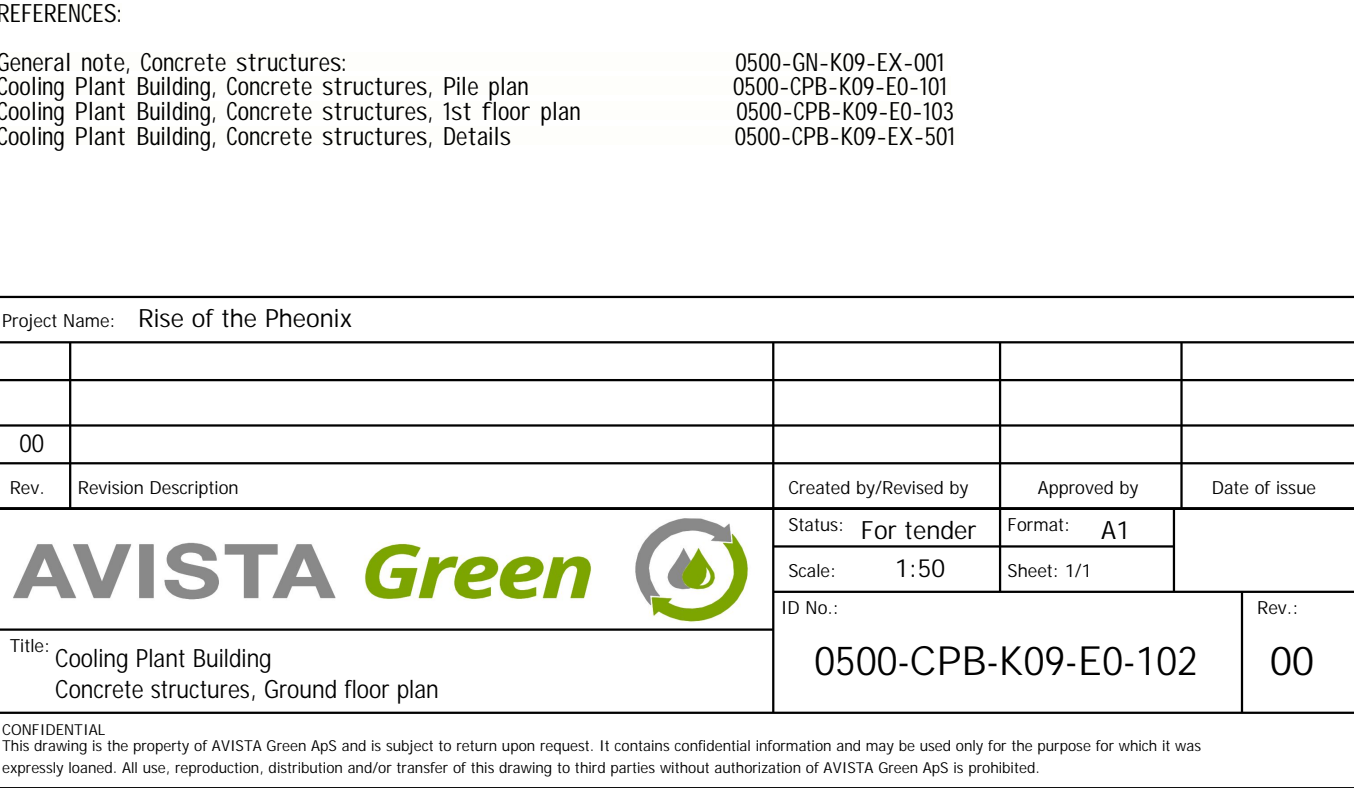 REFERENCES:
General note, Concrete structures: 0500-GN-K09-EX-001
Cooling Plant Building, Concrete structures, Pile plan 0500-CPB-K09-E0-101
Cooling Plant Building, Concrete structures, 1st floor plan 0500-CPB-K09-E0-103
Cooling Plant Building, Concrete structures, Details 0500-CPB-K09-EX-501
Project Name: Rise of the Pheonix
00
Rev. Revision Description Created by/Revised by Approved by Date of issue
AVISTA Green
Status: For tender Format: A1
Scale: 1:50 Sheet: 1/1
ID No.: Rev.:
0500-CPB-K09-E0-102 00
Title: Cooling Plant Building
Concrete structures, Ground floor plan
CONFIDENTIAL
This drawing is the property of AVISTA Green ApS and is subject to return upon request. It contains confidential information and may be used only for the purpose for which it was
expressly loaned. All use, reproduction, distribution and/or transfer of this drawing to third parties without authorization of AVISTA Green ApS is prohibited.